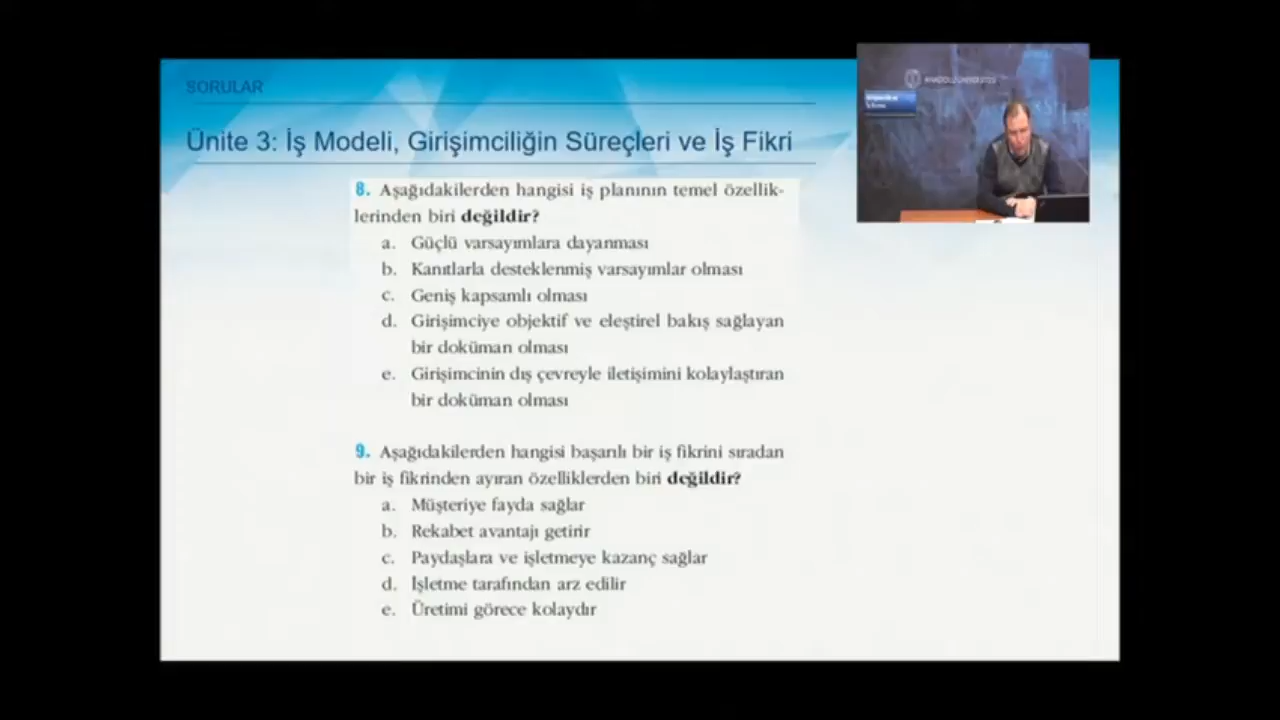 SORULAR
ANADOLU ÜNİVERSİTESİ
Ünite 3: İş Modeli, Girişimciliğin Süreçleri ve İş Fikri
8. Aşağıdakilerden hangisi iş planının temel özellik-
lerinden biri değildir?
a. Güçlü varsayımlara dayanması
b. Kanıtlarla desteklenmiş varsayımlar olması
c. Geniş kapsamlı olması
d. Girişimciye objektif ve eleştirel bakış sağlayan
bir doküman olması
e. Girişimcinin dış çevreyle iletişimini kolaylaştıran
bir doküman olması
9. Aşağıdakilerden hangisi başarılı bir iş fikrini sıradan
bir iş fikrinden ayıran özelliklerden biri değildir?
a. Müşteriye fayda sağlar
b. Rekabet avantajı getirir
c. Paydaşlara ve işletmeye kazanç sağlar
d. İşletme tarafından arz edilir
e. Üretimi görece kolaydır